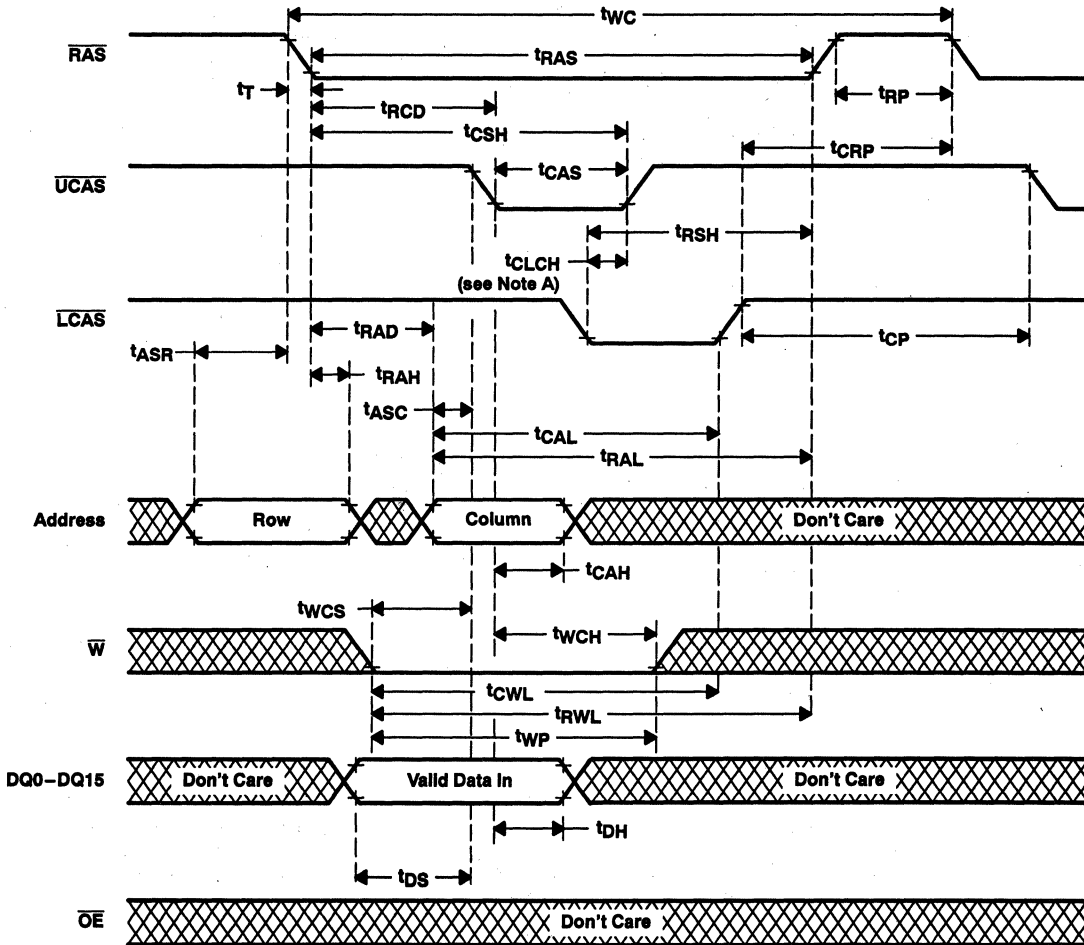 tWC
RAS
tRAS
tT
tRP
tRCD
tCSH
tCRP
UCAS
tCAS
tRSH
tCLCH
(see Note A)
LCAS
tRAD
tCP
tASR
tRAH
tASC
tCAL
tRAL
Address
Row
Column
Don't Care
tCAH
tWCS
tWCH
W
tCWL
tRWL
tWP
DQ0–DQ15
Don't Care
Valid Data In
Don't Care
tDH
tDS
OE
Don't Care